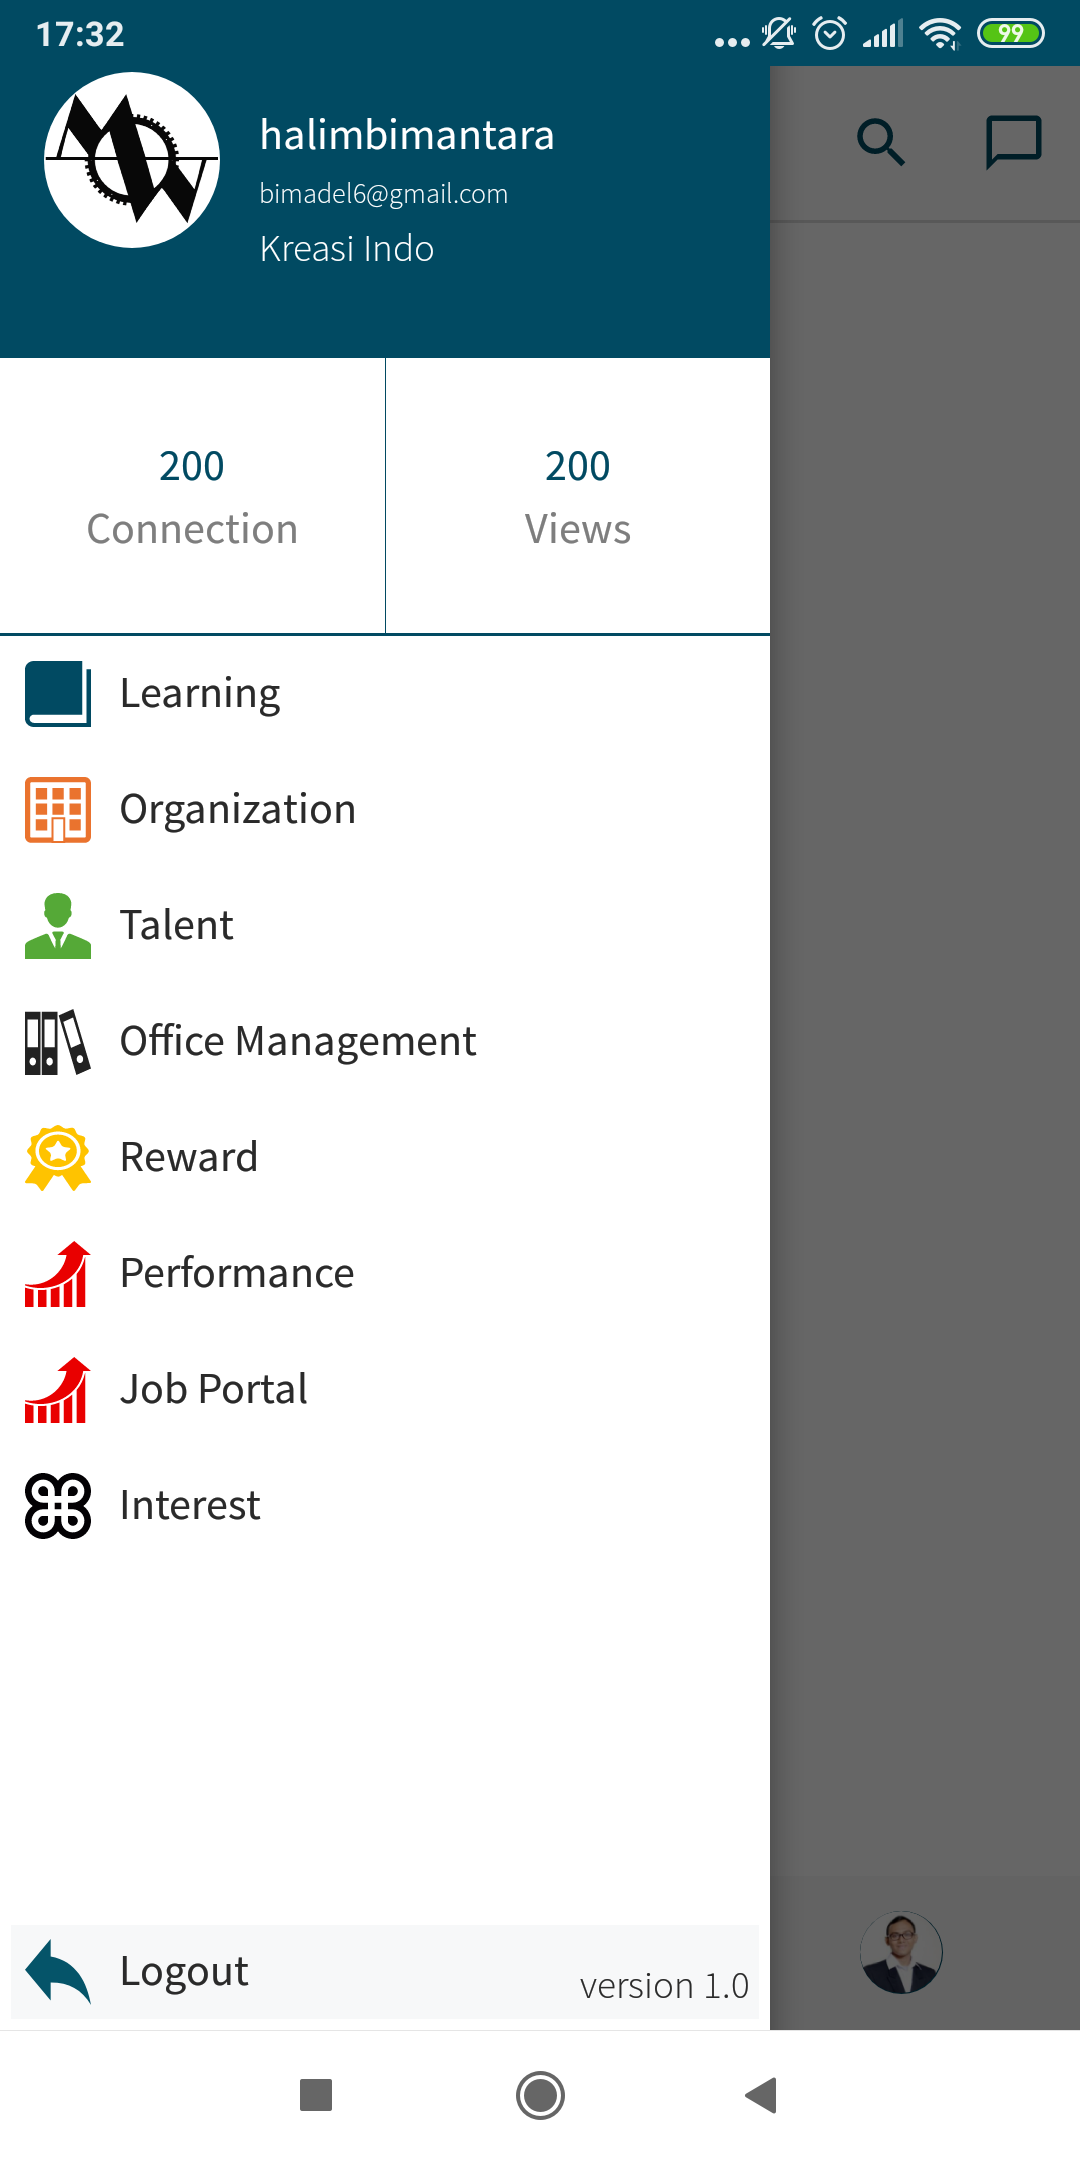 17:32
99
halimbimantara
bimadel6@gmail.com
Kreasi Indo
200
Connection
200
Views
Learning
Organization
Talent
Office Management
Reward
Performance
Job Portal
Interest
Logout
version 1.0